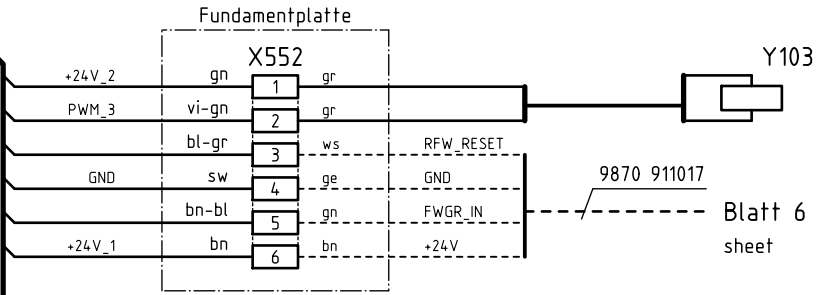 Fundamentplatte
X552
Y103
+24V_2 gn 1 gr
PWM_3 vi-gn 2 gr
bl-gr 3 ws RFW_RESET
GND sw 4 ge GND
9870 911017
bn-bl 5 gn FWGR_IN
Blatt 6
sheet
+24V_1 bn 6 bn +24V